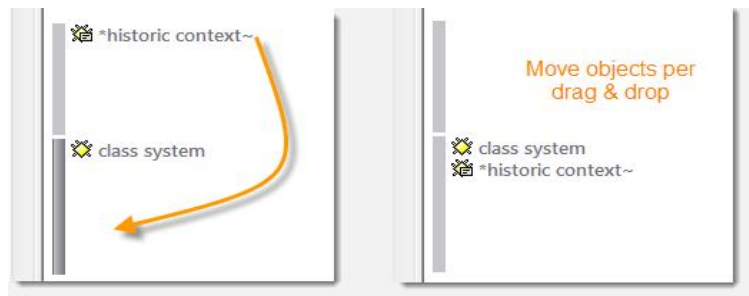 *historic context~
class system
Move objects per
drag & drop
class system
*historic context~